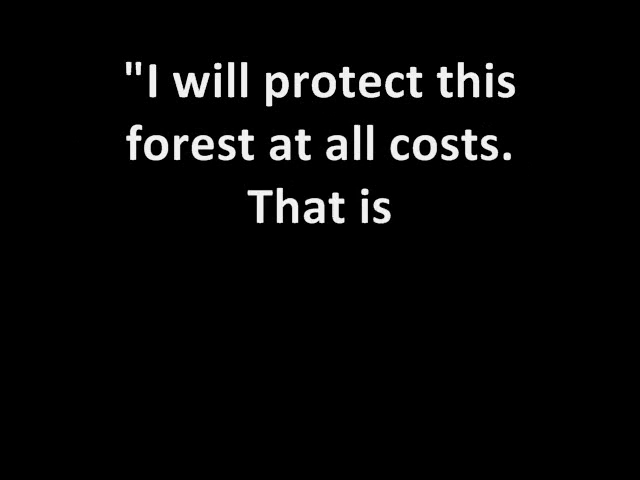 "I will protect this
forest at all costs.
That is